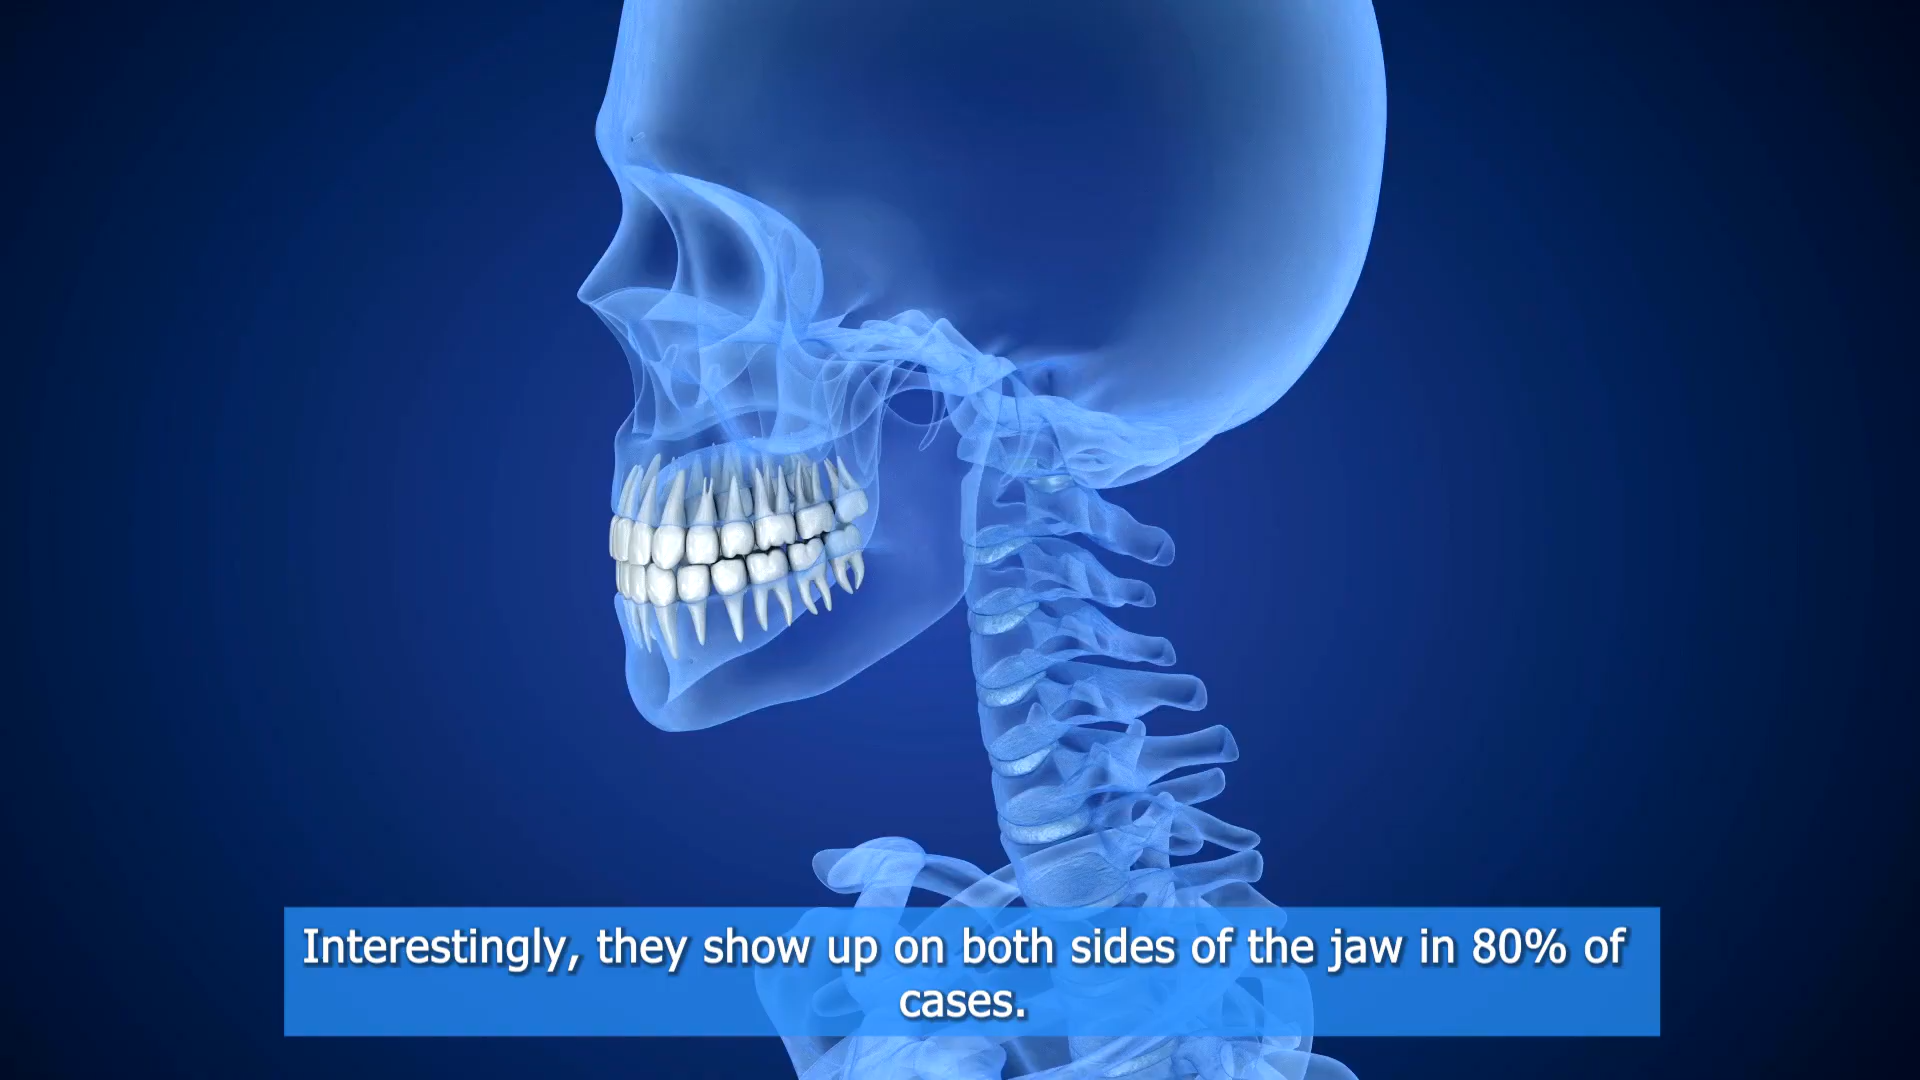 Interestingly, they show up on both sides of the jaw in 80% of
cases.